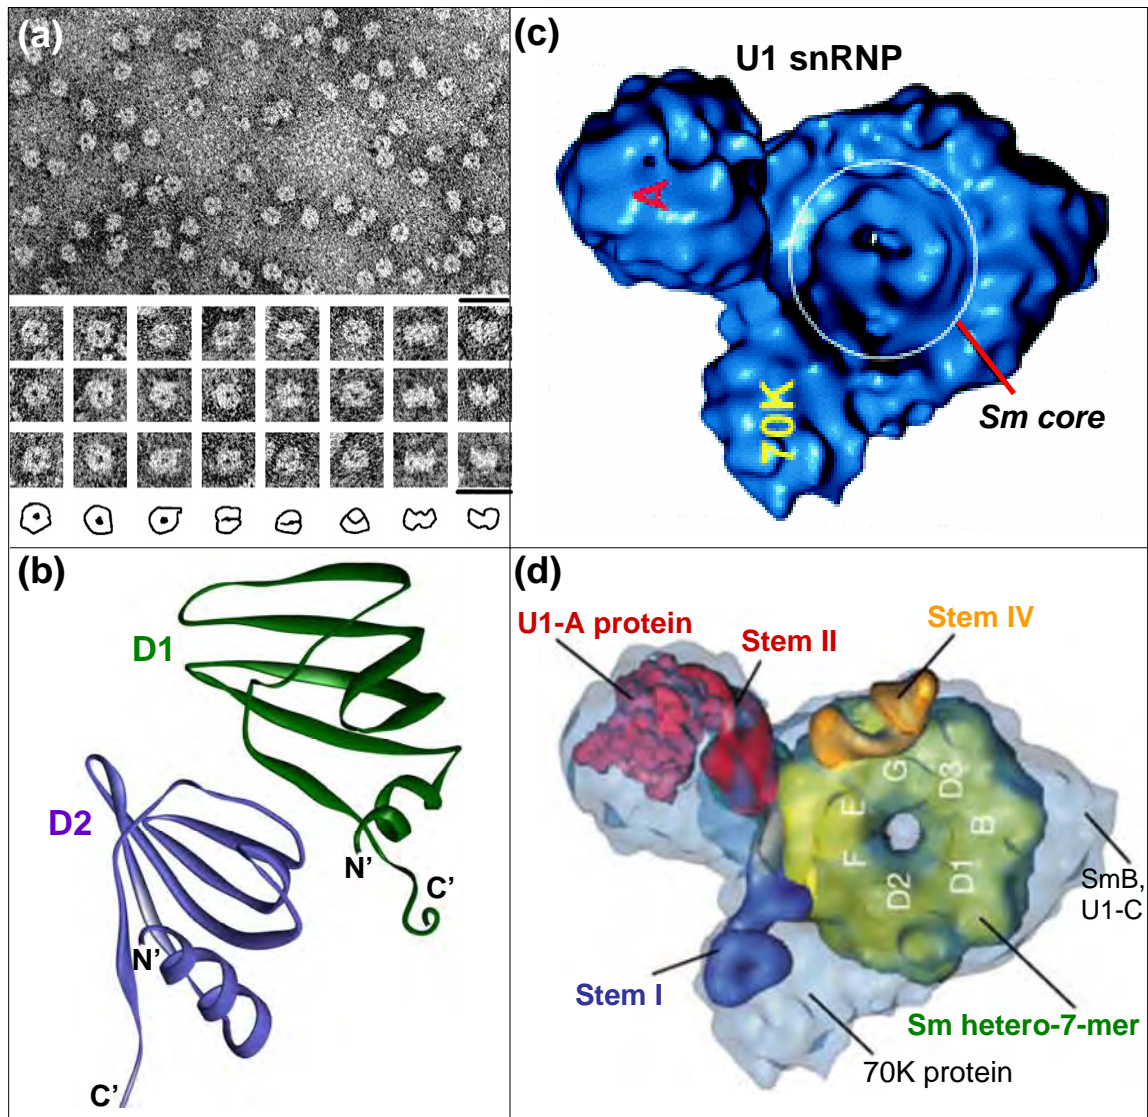 (a)
(c)
U1 snRNP
A
70K
Sm core
(b)
D1
D2
N’
C’
N’
C’
(d)
U1-A protein
Stem II
Stem IV
G
D3
E
B
F
D1
D2
SmB,
U1-C
Stem I
Sm hetero-7-mer
70K protein